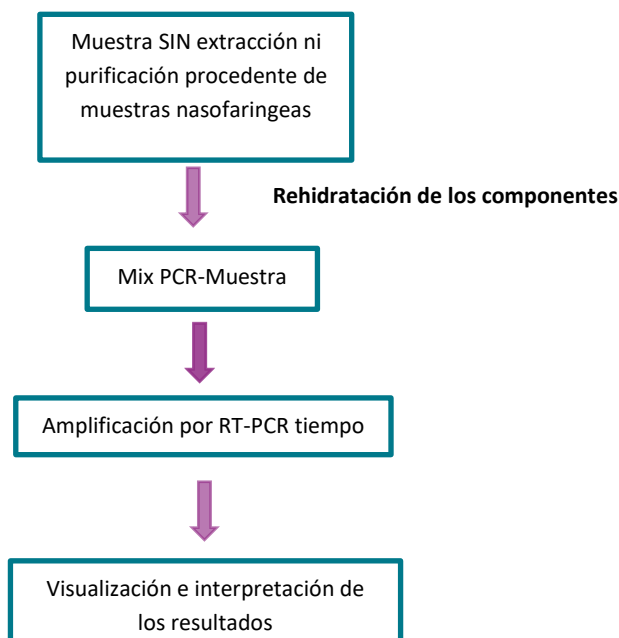 Muestra SIN extracción ni
purificación procedente de
muestras nasofaringeas
Rehidratación de los componentes
Mix PCR-Muestra
Amplificación por RT-PCR tiempo
Visualización e interpretación de
los resultados